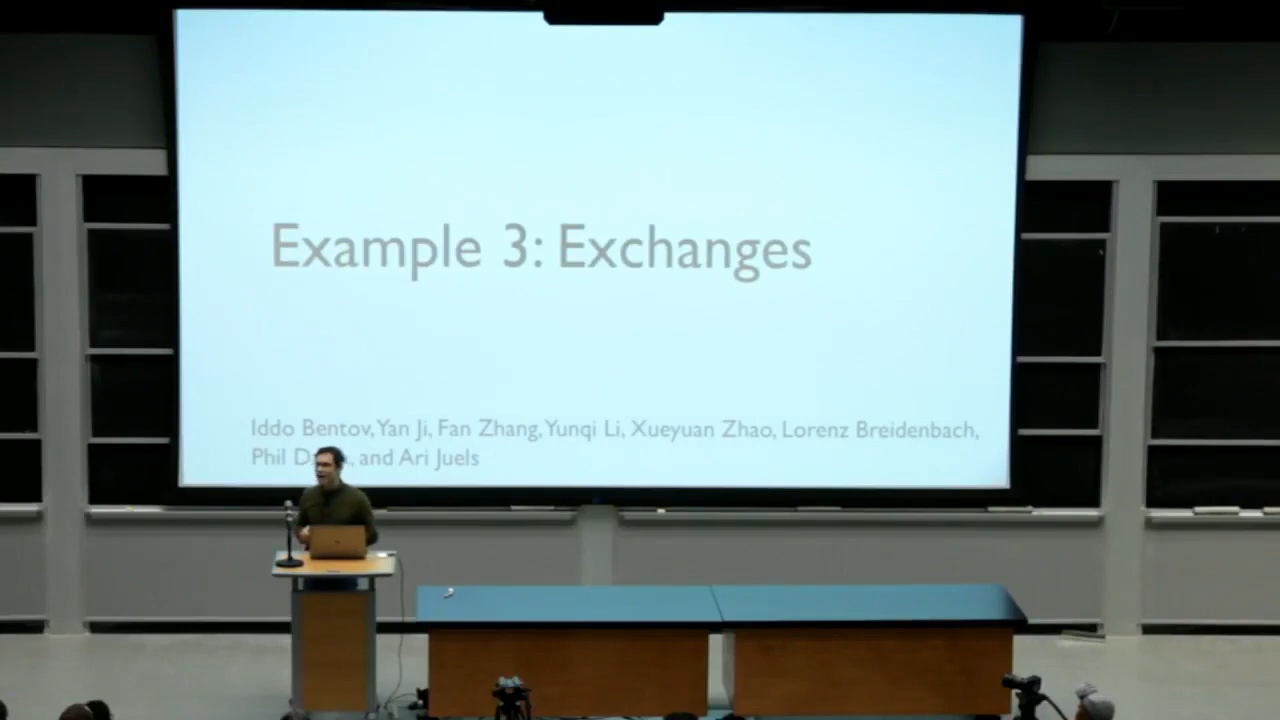 Example 3: Exchanges
Iddo Bentov, Yan Ji, Fan Zhang, Yunqi Li, Xueyuan Zhao, Lorenz Breidenbach,
Phil and Ari Juels